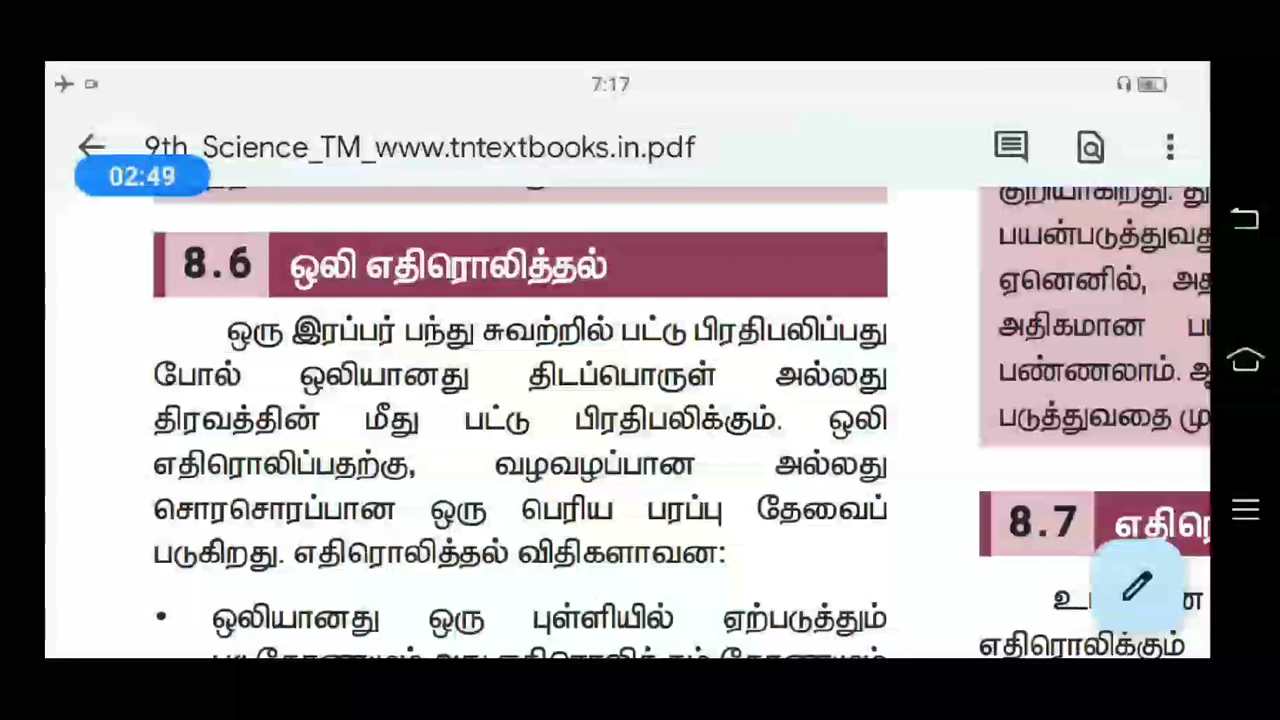 7:17
9th_Science_TM_www.tntextbooks.in.pdf
02:49
8.6 ஒலி எதிரொலித்தல்
ஒரு இரப்பர் பந்து சுவற்றில் பட்டு பிரதிபலிப்பது
போல் ஒலியானது திடப்பொருள் அல்லது
திரவத்தின் மீது பட்டு பிரதிபலிக்கும். ஒலி
எதிரொலிப்பதற்கு, வழவழப்பான அல்லது
சொரசொரப்பான ஒரு பெரிய பரப்பு தேவைப்
படுகிறது. எதிரொலித்தல் விதிகளாவன:
• ஒலியானது ஒரு புள்ளியில் ஏற்படுத்தும்
குறியாகிறது.
பயன்படுத்துவத
ஏனெனில்,
அதிகமான
பண்ணலாம்.
படுத்துவதை மு
8.7 எதிரொ
எதிரொலிக்கும்